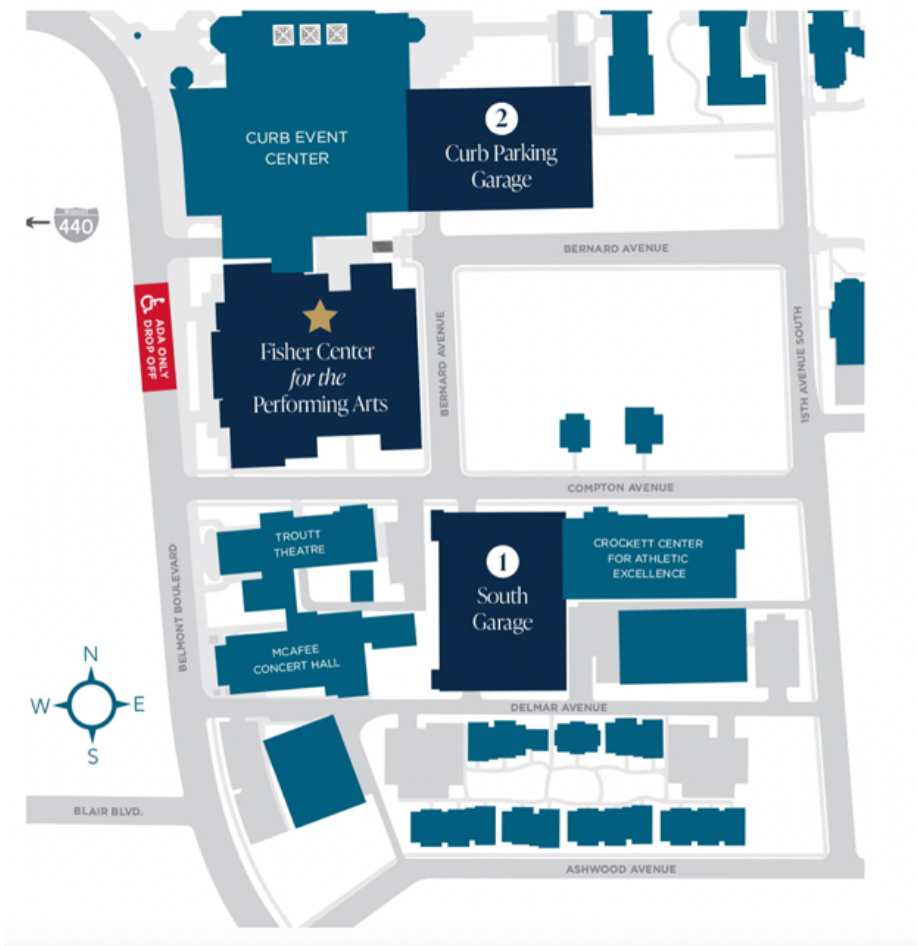 CURB EVENT
CENTER
2
Curb Parking
Garage
440
BERNARD AVENUE
ADA ONLY
DROP OFF
Fisher Center
for the
Performing Arts
BERNARD AVENUE
15TH AVENUE SOUTH
COMPTON AVENUE
TROUTT
THEATRE
1
South
Garage
CROCKETT CENTER
FOR ATHLETIC
EXCELLENCE
BELMONT BOULEVARD
MCAFEE
CONCERT HALL
N
W
E
S
DELMAR AVENUE
BLAIR BLVD.
ASHWOOD AVENUE